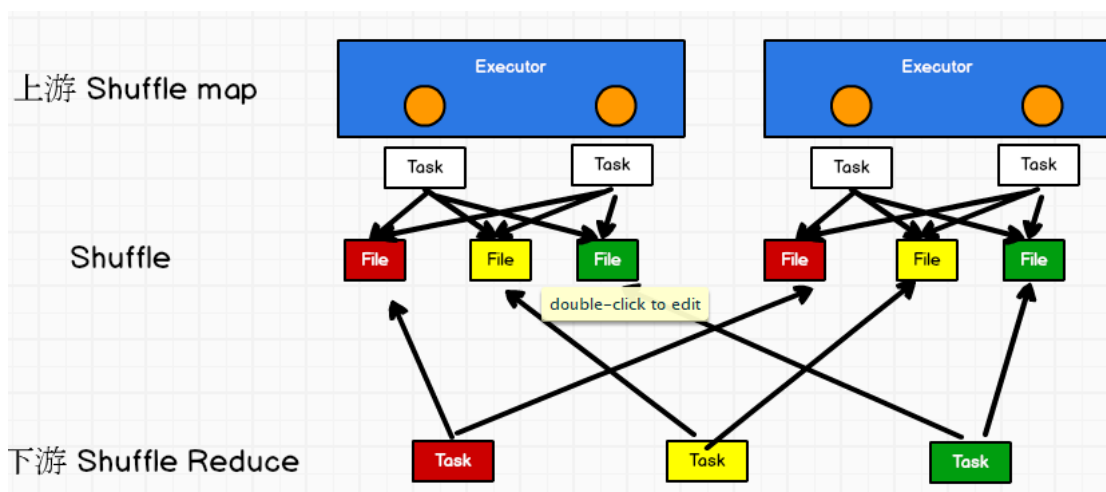 上游 Shuffle map
Executor
Executor
Task
Task
Task
Task
Shuffle
File
File
File
File
File
File
double-click to edit
下游 Shuffle Reduce
Task
Task
Task